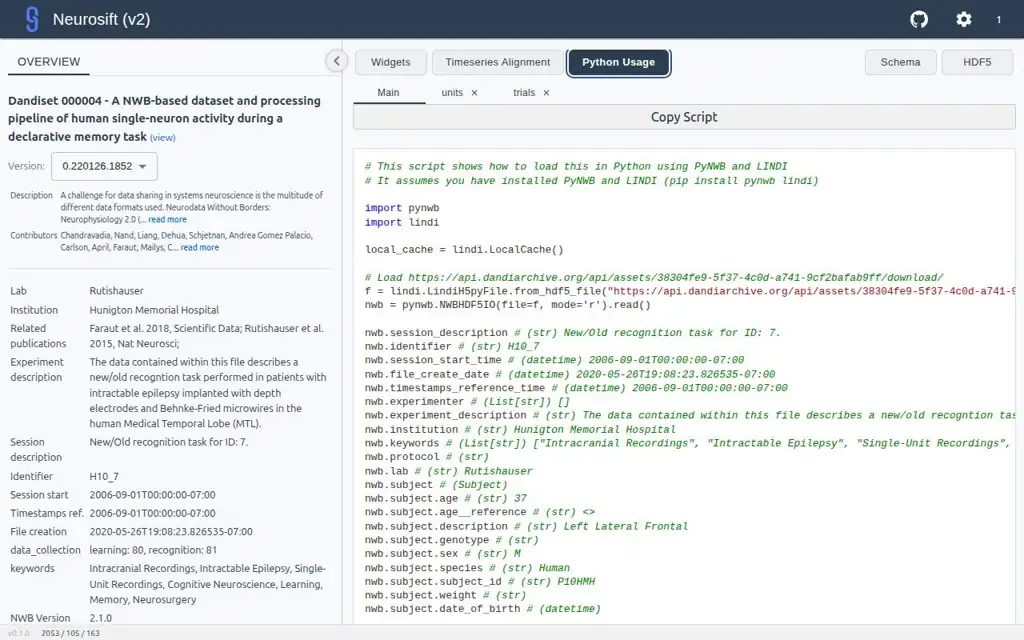 Neurosift (v2)
1
OVERVIEW
Dandiset 000004 - A NWB-based dataset and processing
pipeline of human single-neuron activity during a
declarative memory task (view)
Version: 0.220126.1852
Description A challenge for data sharing in systems neuroscience is the multitude of
different data formats used. Neurodata Without Borders:
Neurophysiology 2.0 (... read more
Contributors Chandravadia, Nand, Liang, Dehua, Schjetnan, Andrea Gomez Palacio,
Carlson, April, Faraut, Mailys, C... read more
Lab Rutishauser
Institution Hunigton Memorial Hospital
Related Faraut et al. 2018, Scientific Data; Rutishauser et al.
publications 2015, Nat Neurosci;
Experiment The data contained within this file describes a
description new/old recogntion task performed in patients with
intractable epilepsy implanted with depth
electrodes and Behnke-Fried microwires in the
human Medical Temporal Lobe (MTL).
Session New/Old recognition task for ID: 7.
description
Identifier H10_7
Session start 2006-09-01T00:00:00-07:00
Timestamps ref. 2006-09-01T00:00:00-07:00
File creation 2020-05-26T19:08:23.826535-07:00
data_collection learning: 80, recognition: 81
keywords Intracranial Recordings, Intractable Epilepsy, Single-
Unit Recordings, Cognitive Neuroscience, Learning,
Memory, Neurosurgery
NWB Version 2.1.0
Widgets Timeseries Alignment Python Usage Schema HDF5
Main units × trials ×
Copy Script
# This script shows how to load this in Python using PyNWB and LINDI
# It assumes you have installed PyNWB and LINDI (pip install pynwb lindi)
import pynwb
import lindi
local_cache = lindi.LocalCache()
# Load https://api.dandiarchive.org/api/assets/38304fe9-5f37-4c0d-a741-9cf2bafab9ff/download/
f = lindi.LindiH5pyFile.from_hdf5_file("https://api.dandiarchive.org/api/assets/38304fe9-5f37-4c0d-a741-9
nwb = pynwb.NWBHDF5IO(file=f, mode='r').read()
nwb.session_description # (str) New/Old recognition task for ID: 7.
nwb.identifier # (str) H10_7
nwb.session_start_time # (datetime) 2006-09-01T00:00:00-07:00
nwb.file_create_date # (datetime) 2020-05-26T19:08:23.826535-07:00
nwb.timestamps_reference_time # (datetime) 2006-09-01T00:00:00-07:00
nwb.experimenter # (List[str]) []
nwb.experiment_description # (str) The data contained within this file describes a new/old recogntion tas
nwb.institution # (str) Hunigton Memorial Hospital
nwb.keywords # (List[str]) ["Intracranial Recordings", "Intractable Epilepsy", "Single-Unit Recordings",
nwb.protocol # (str)
nwb.lab # (str) Rutishauser
nwb.subject # (Subject)
nwb.subject.age # (str) 37
nwb.subject.age__reference # (str) <>
nwb.subject.description # (str) Left Lateral Frontal
nwb.subject.genotype # (str)
nwb.subject.sex # (str) M
nwb.subject.species # (str) Human
nwb.subject.subject_id # (str) P10HMH
nwb.subject.weight # (str)
nwb.subject.date_of_birth # (datetime)
v0.1.0 2053 / 105 / 163